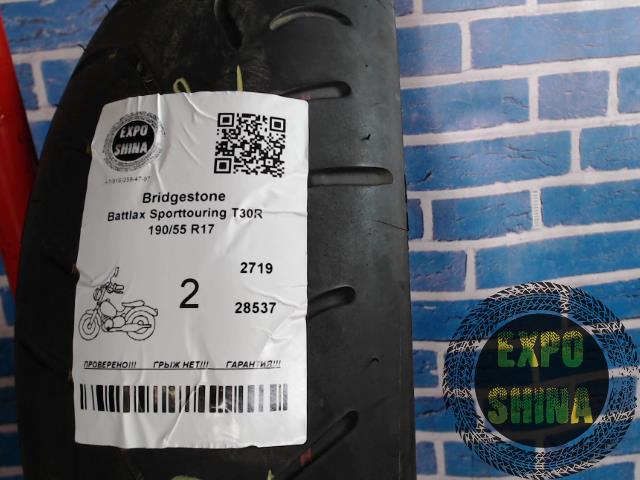 EXPO
SHINA
Bridgestone
Battlax Sporttouring T30R
190/55 R17
2719
2
28537
ПРОВЕРЕНО!!! ГРЫЖ НЕТ!!! ГАРАНТИЯ!!!
EXPO
SHINA